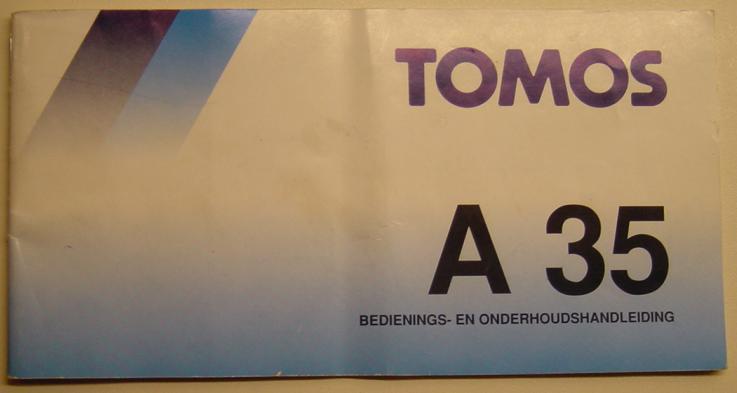 TOMOS
A 35
BEDIENINGS- EN ONDERHOUDSHANDLEIDING